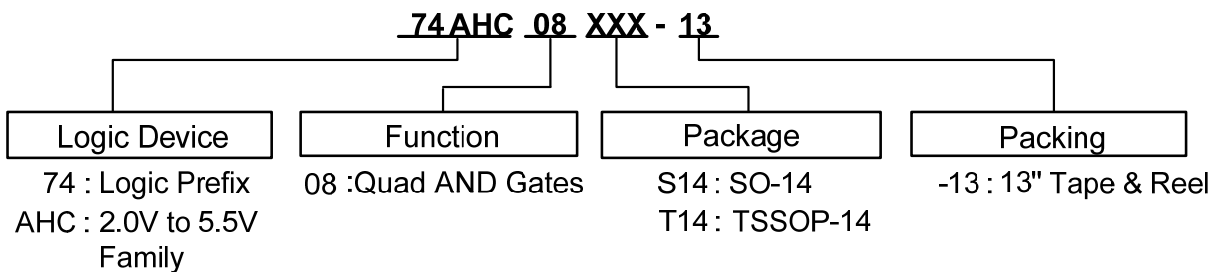 74 AHC 08 XXX - 13
Logic Device
Function
Package
Packing
74 : Logic Prefix
AHC : 2.0V to 5.5V
Family
08 :Quad AND Gates
S14 : SO-14
T14 : TSSOP-14
-13 : 13" Tape & Reel